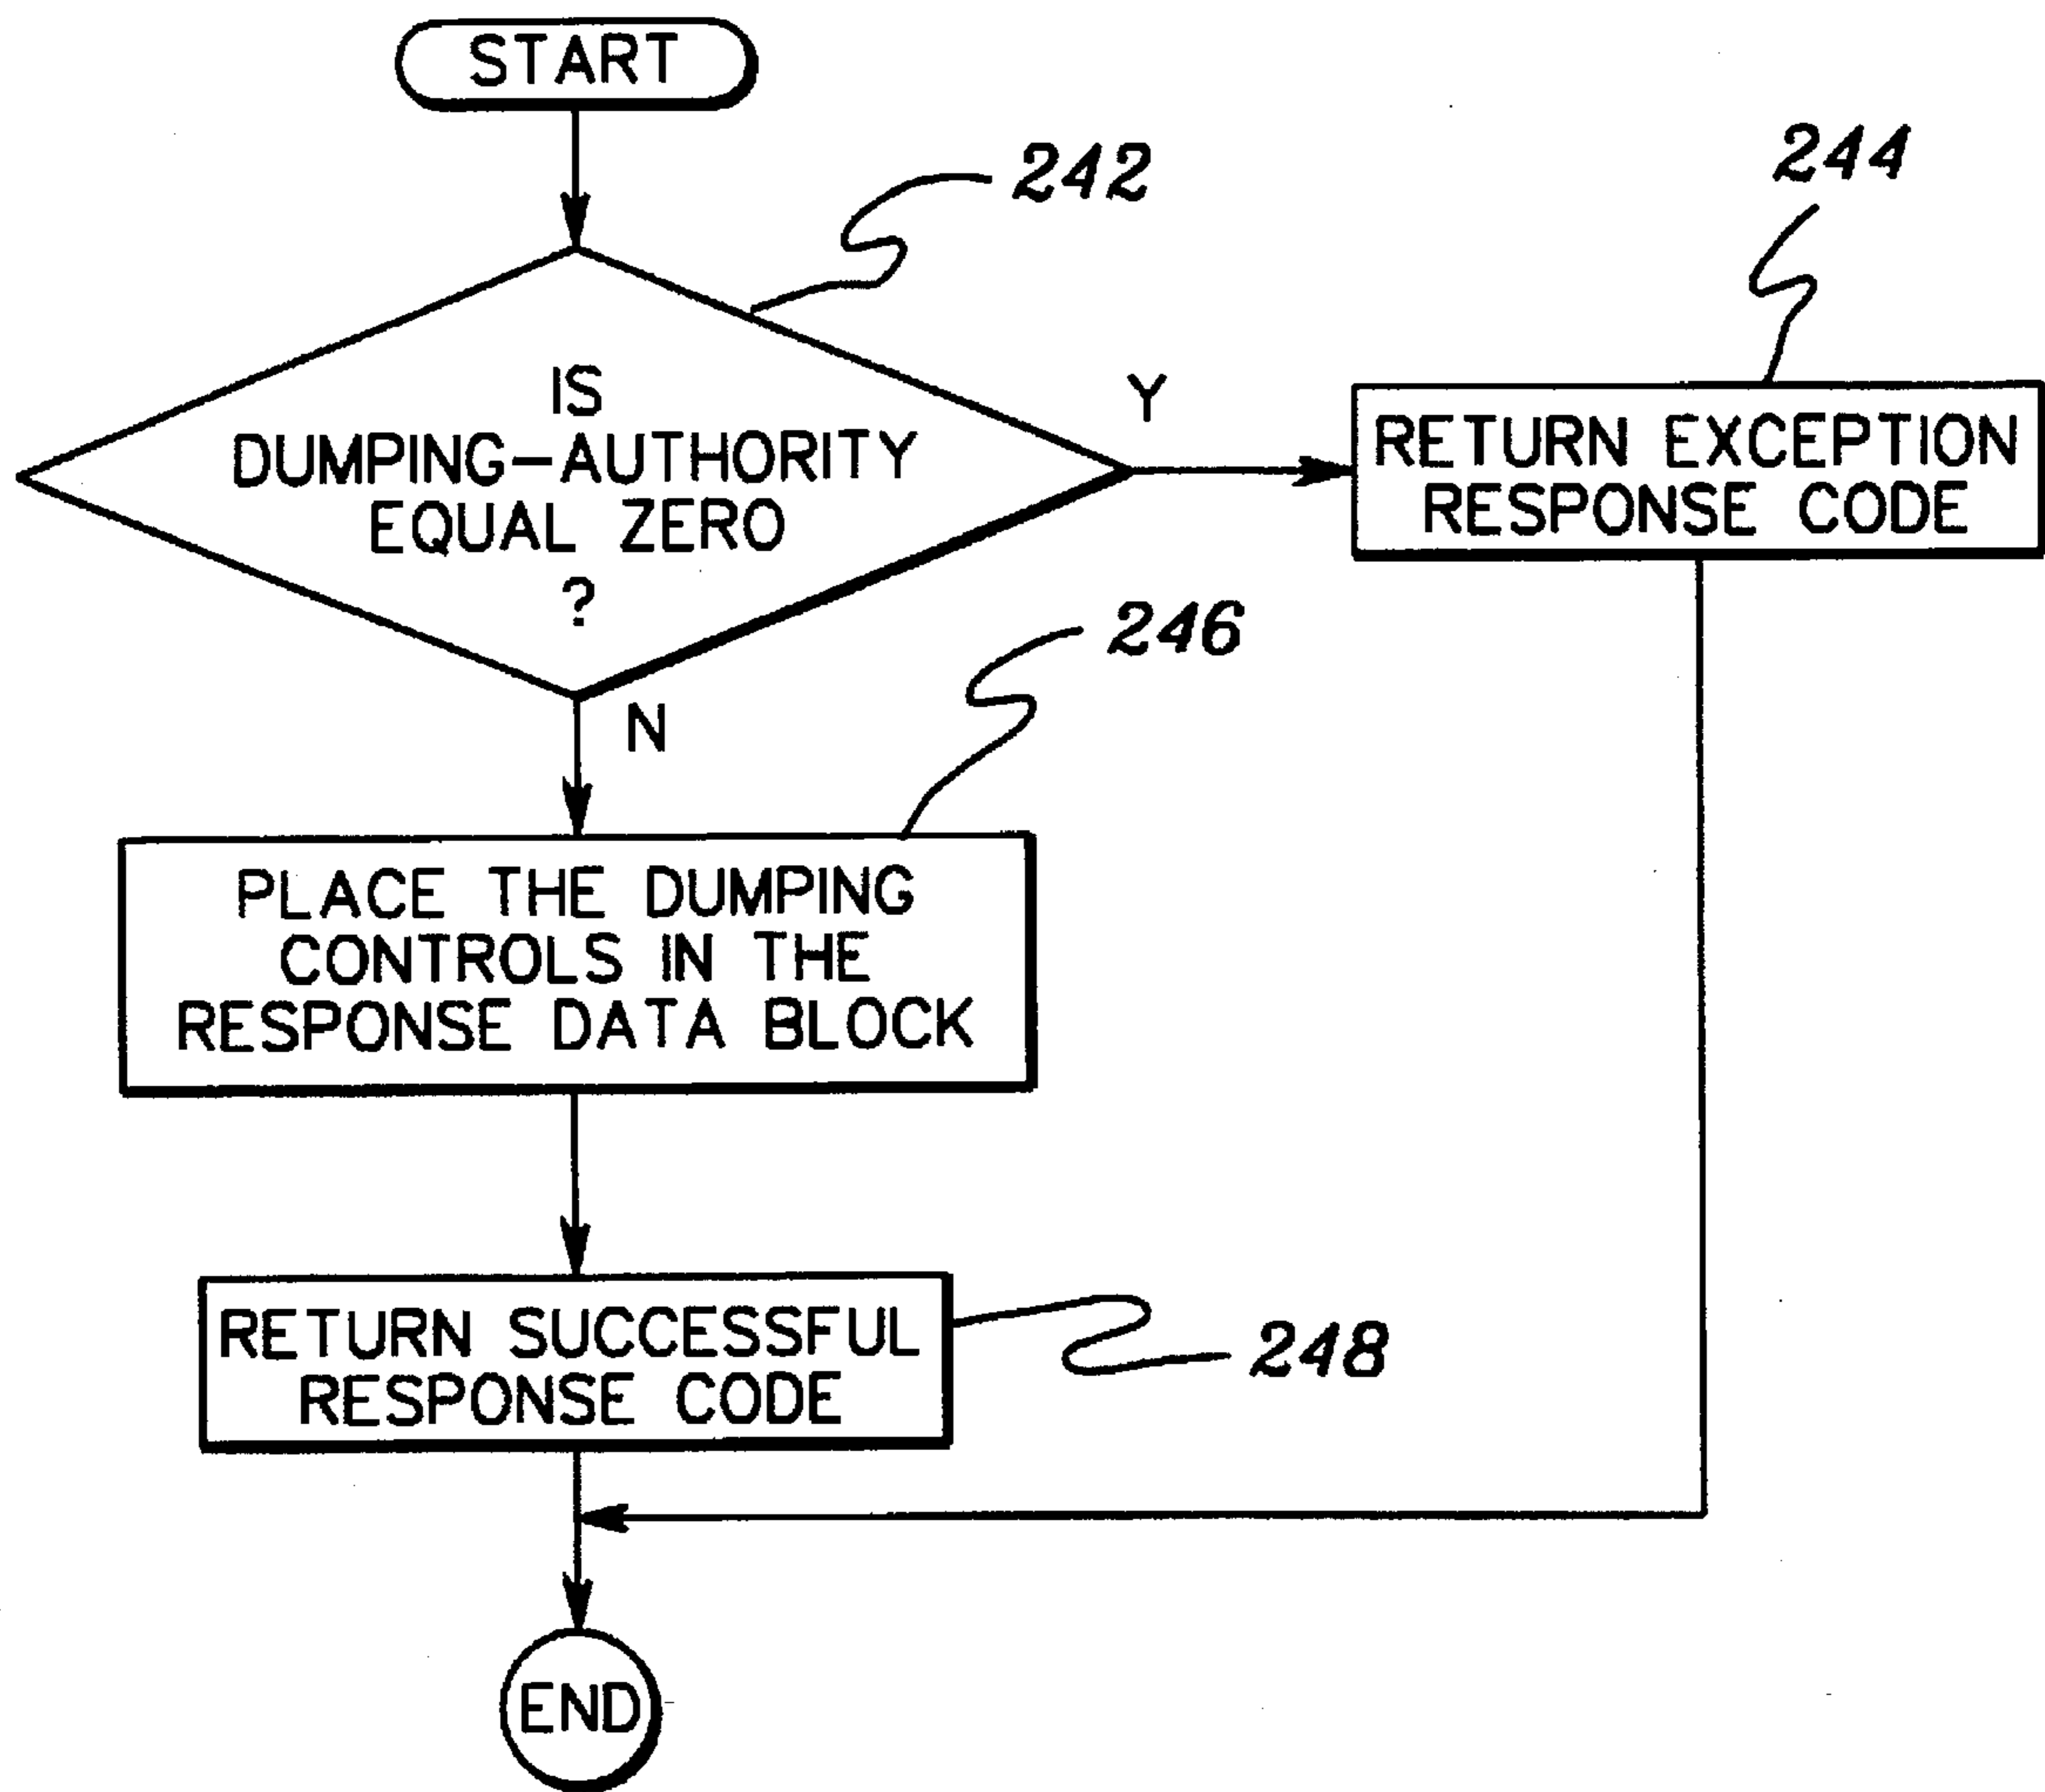 START
242
244
IS
DUMPING-AUTHORITY
EQUAL ZERO
?
Y
RETURN EXCEPTION
RESPONSE CODE
N
246
PLACE THE DUMPING
CONTROLS IN THE
RESPONSE DATA BLOCK
RETURN SUCCESSFUL
RESPONSE CODE
248
END